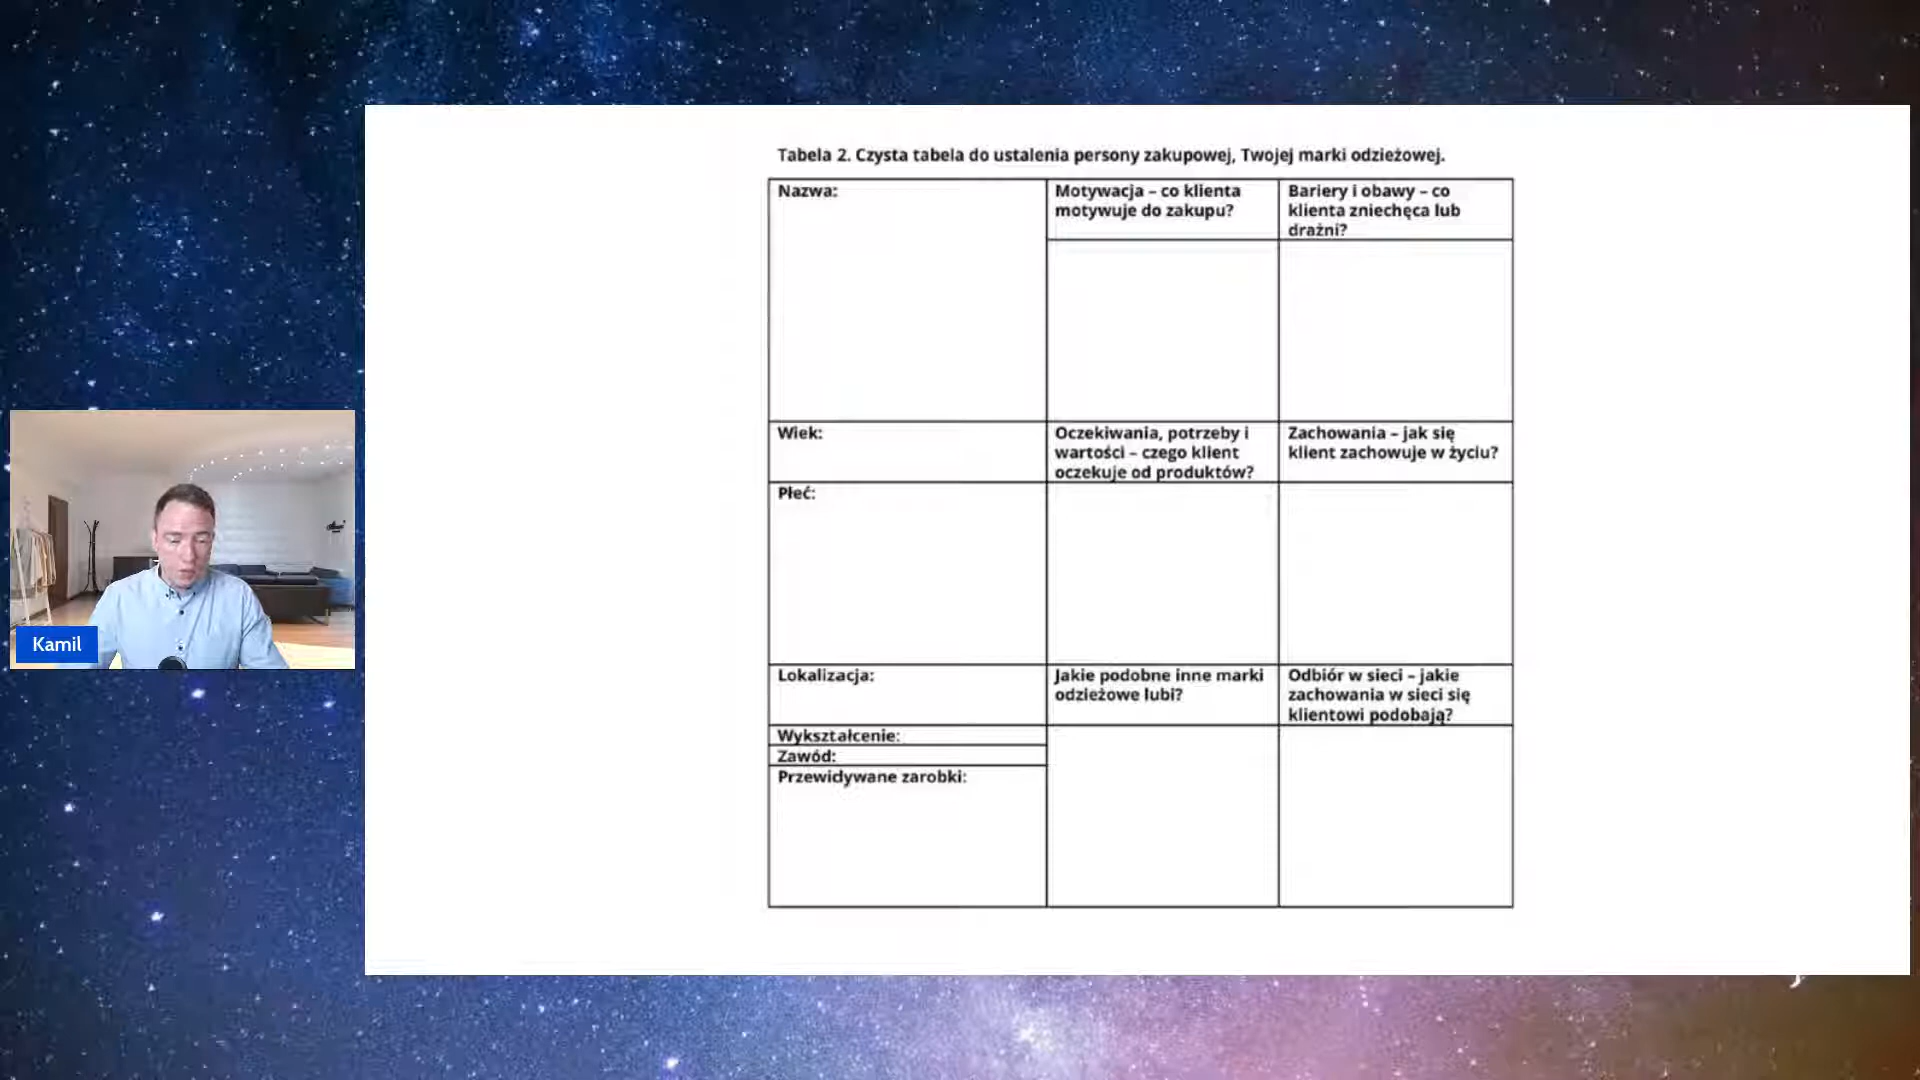 Tabela 2. Czysta tabela do ustalenia persony zakupowej, Twojej marki odzieżowej.
Nazwa:
Motywacja – co klienta
motywuje do zakupu?
Bariery i obawy – co
klienta zniechęca lub
drażni?
Wiek:
Oczekiwania, potrzeby i
wartości – czego klient
oczekuje od produktów?
Zachowania – jak się
klient zachowuje w życiu?
Płeć:
Lokalizacja:
Jakie podobne inne marki
odzieżowe lubi?
Odbiór w sieci – jakie
zachowania w sieci się
klientowi podobają?
Wykształcenie:
Zawód:
Przewidywane zarobki:
Kamil